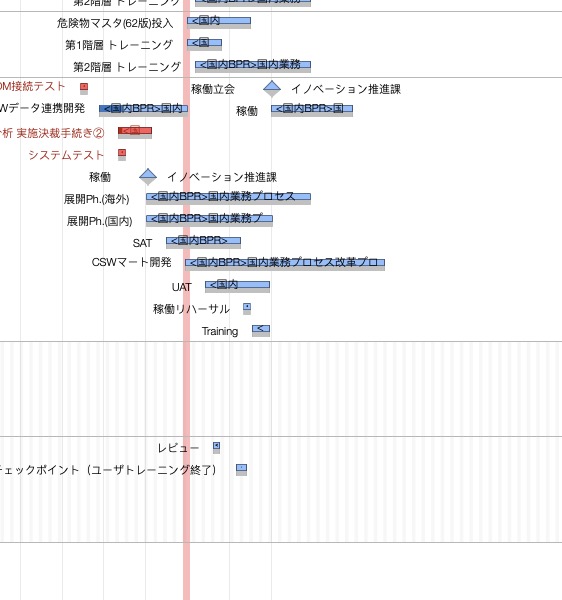 第2階層 トレーニング <国内BPR>国内業務
危険物マスタ(62版)投入 <国内
第1階層 トレーニング <国
第2階層 トレーニング <国内BPR>国内業務
OM接続テスト 稼働立会 イノベーション推進課
Wデータ連携開発 <国内BPR>国内 稼働 <国内BPR>国
析 実施決裁手続き② <国
システムテスト
稼働 イノベーション推進課
展開Ph.(海外) <国内BPR>国内業務プロセス
展開Ph.(国内) <国内BPR>国内業務プ
SAT <国内BPR>
CSWマート開発 <国内BPR>国内業務プロセス改革プロ
UAT <国内
稼働リハーサル
Training <
レビュー
チェックポイント（ユーザトレーニング終了）